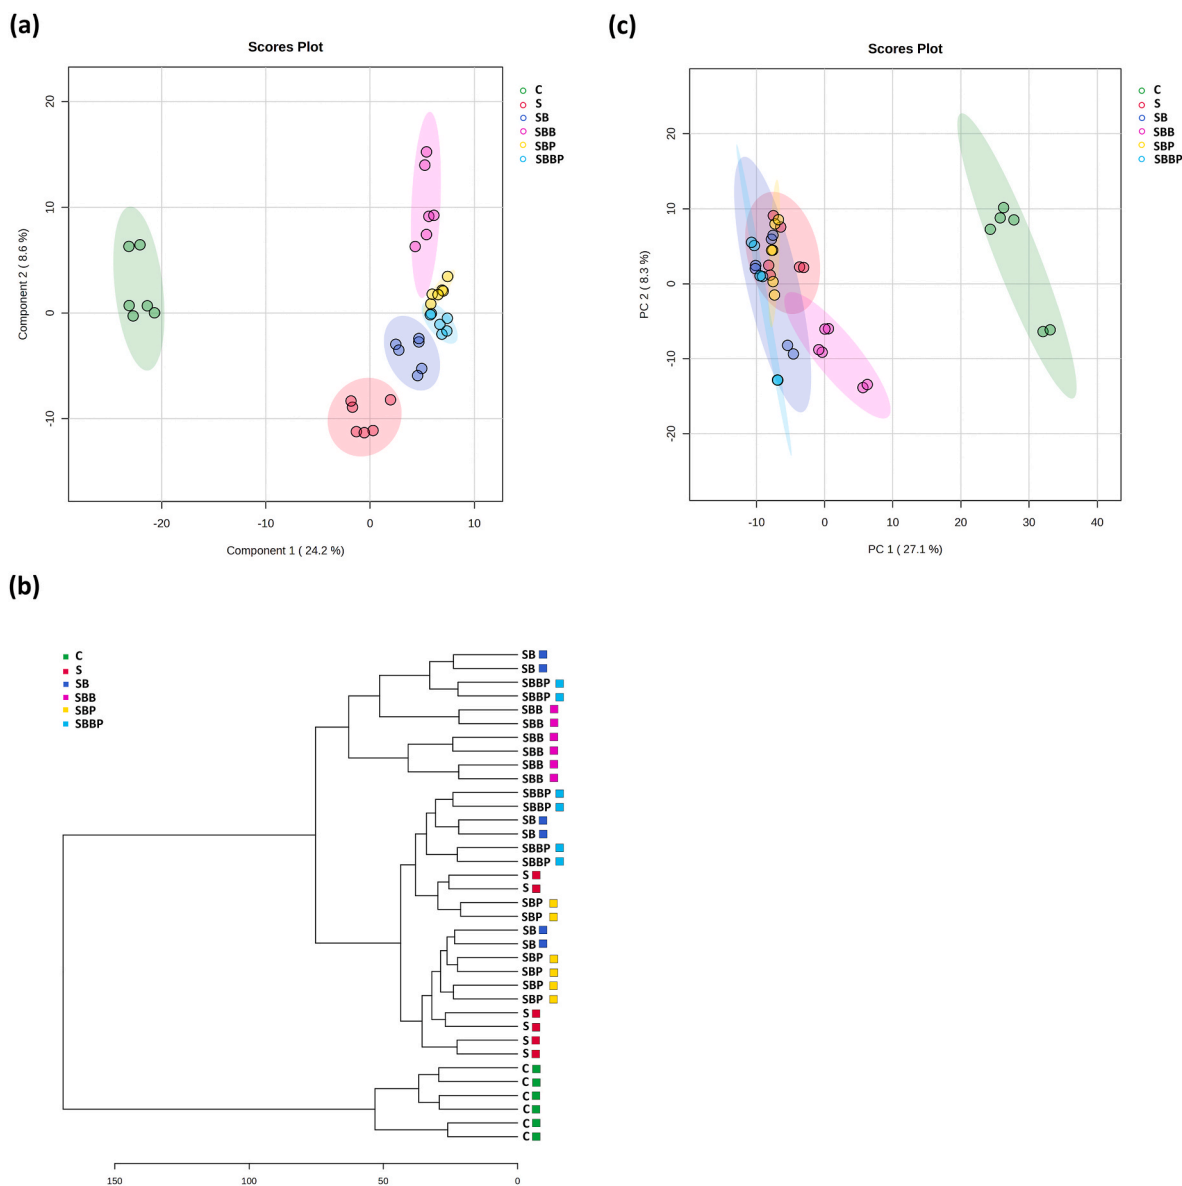 (a)
Scores Plot
20
10
0
-10
-20
-10
0
10
Component 2 ( 8.6 %)
Component 1 ( 24.2 %)
C
S
SB
SBB
SBP
SBBP
(c)
Scores Plot
20
10
0
-10
-20
-10
0
10
20
30
40
PC 2 ( 8.3 %)
PC 1 ( 27.1 %)
C
S
SB
SBB
SBP
SBBP
(b)
C
S
SB
SBB
SBP
SBBP
SB
SB
SBBP
SBBP
SBB
SBB
SBB
SBB
SBB
SBB
SBBP
SBBP
SB
SB
SBBP
SBBP
S
S
SBP
SBP
SB
SB
SBP
SBP
SBP
SBP
S
S
S
S
C
C
C
C
C
C
150
100
50
0